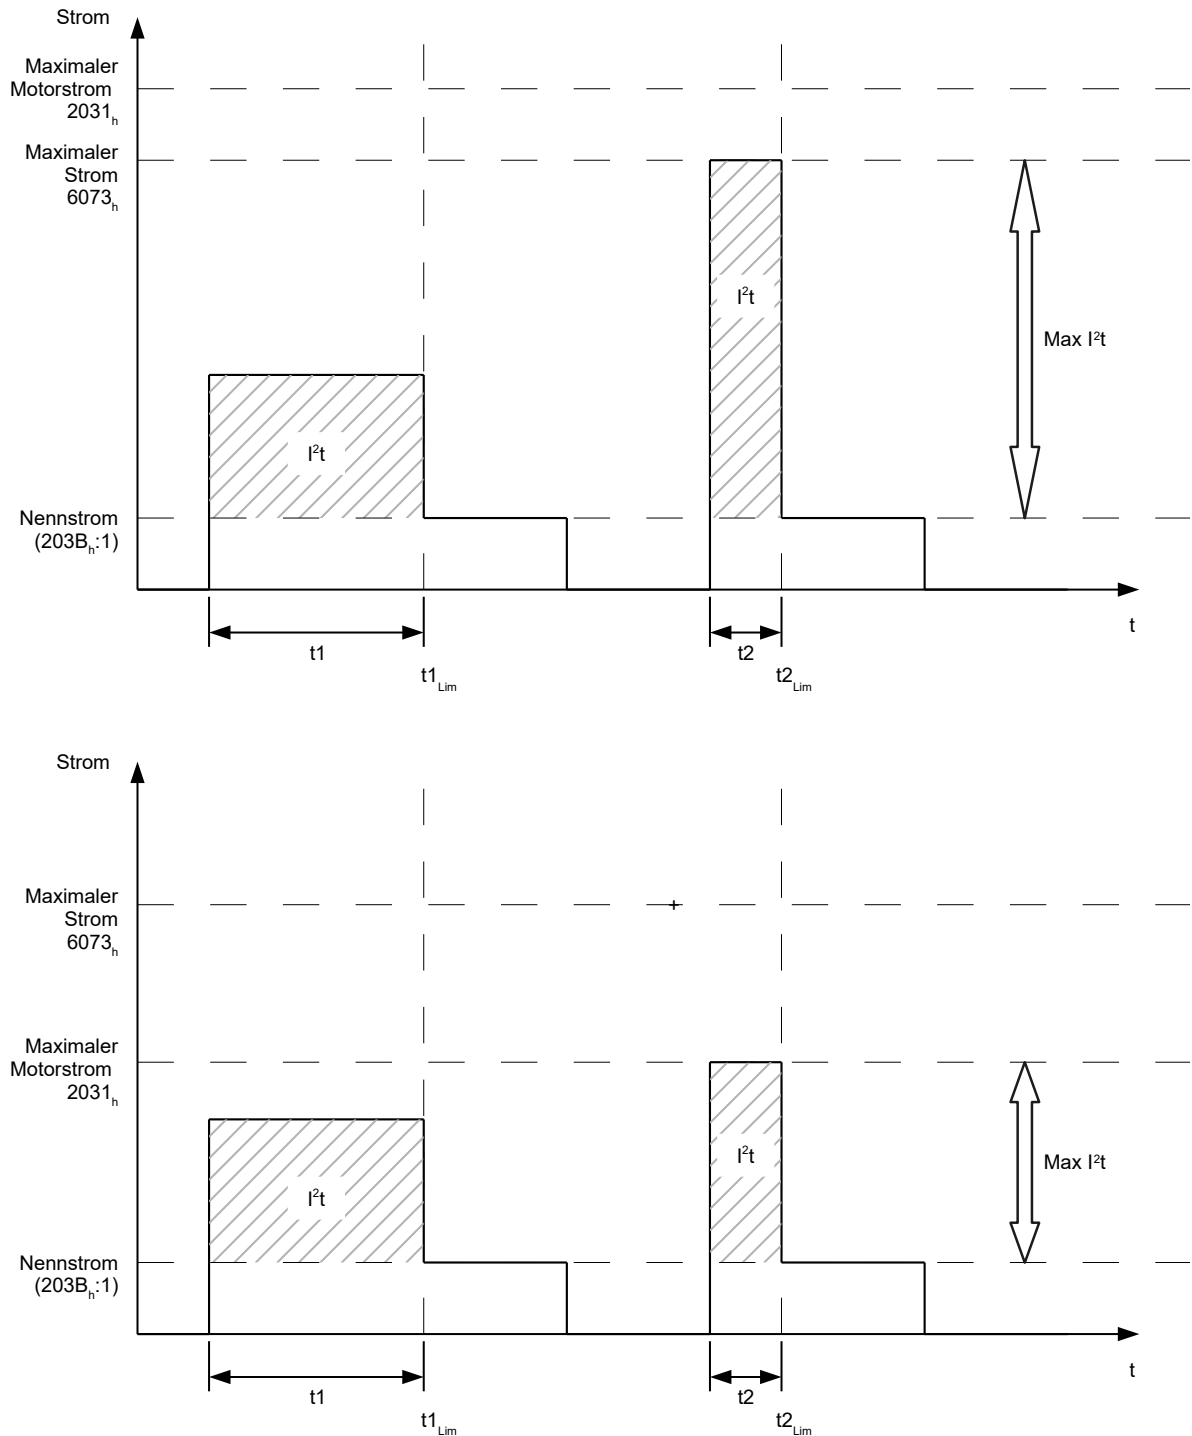 Strom
Maximaler
Motorstrom
2031h
Maximaler
Strom
6073h
I²t
Max I²t
I²t
Nennstrom
(203Bh:1)
t
t1
t2
t1Lim
t2Lim
Strom
Maximaler
Strom
6073h
Maximaler
Motorstrom
2031h
I²t
Max I²t
I²t
Nennstrom
(203Bh:1)
t
t1
t2
t1Lim
t2Lim